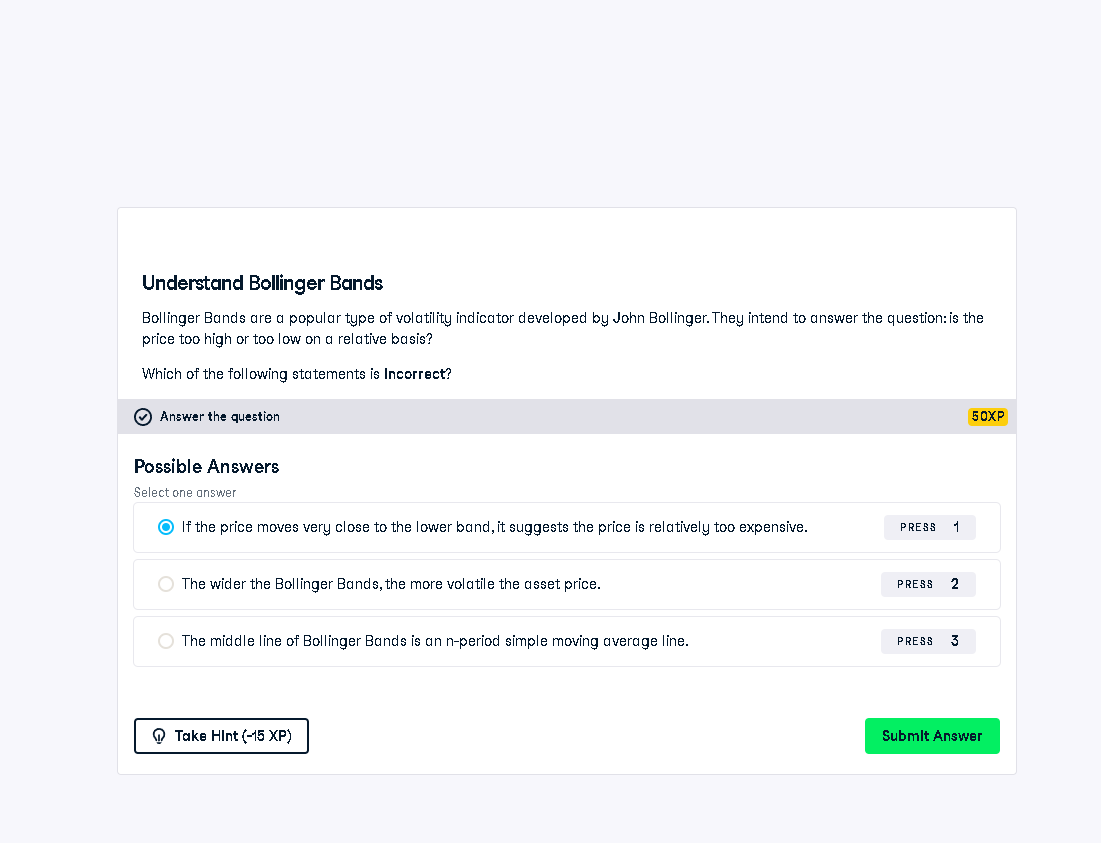 Understand Bollinger Bands
Bollinger Bands are a popular type of volatility indicator developed by John Bollinger. They intend to answer the question: is the
price too high or too low on a relative basis?
Which of the following statements is Incorrect?
Answer the question 50XP
Possible Answers
Select one answer
If the price moves very close to the lower band, it suggests the price is relatively too expensive. PRESS 1
The wider the Bollinger Bands, the more volatile the asset price. PRESS 2
The middle line of Bollinger Bands is an n-period simple moving average line. PRESS 3
Take Hint (-15 XP) Submit Answer